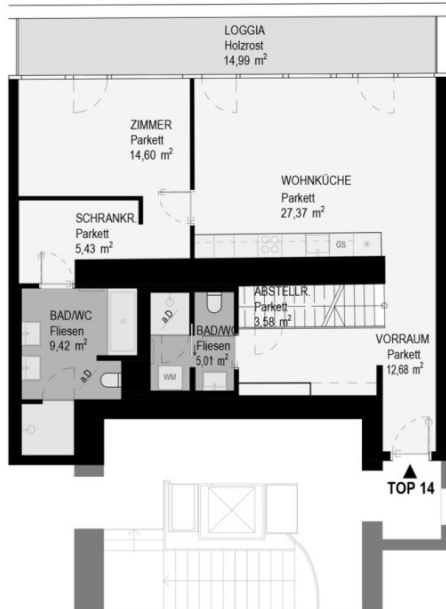 LOGGIA
Holzrost
14,99 m²
ZIMMER
Parkett
14,60 m²
WOHNKÜCHE
Parkett
27,37 m²
SCHRANKR.
Parkett
5,43 m²
GS
BAD/WC
Fliesen
9,42 m²
a.D
a.D
BAD/WC
Fliesen
5,01 m²
WM
ABSTELLR.
Parkett
3,58 m²
VORRAUM
Parkett
12,68 m²
TOP 14